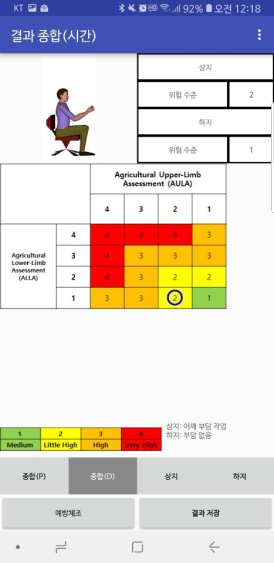 KT 92% 오전 12:18
결과 종합(시간)
상지
위험 수준 2
하지
위험 수준 1
Agricultural Upper-Limb
Assessment (AULA)
4 3 2 1
Agricultural
Lower-Limb
Assessment
(ALLA)
4 4 4 4 3
3 4 3 3 3
2 4 3 2 2
1 3 3 2 1
1 2 3 4
Medium Little High High Very High
상지: 어깨 부담 작업
하지: 부담 없음
종합(P) 종합(D) 상지 하지
예방체조 결과 저장